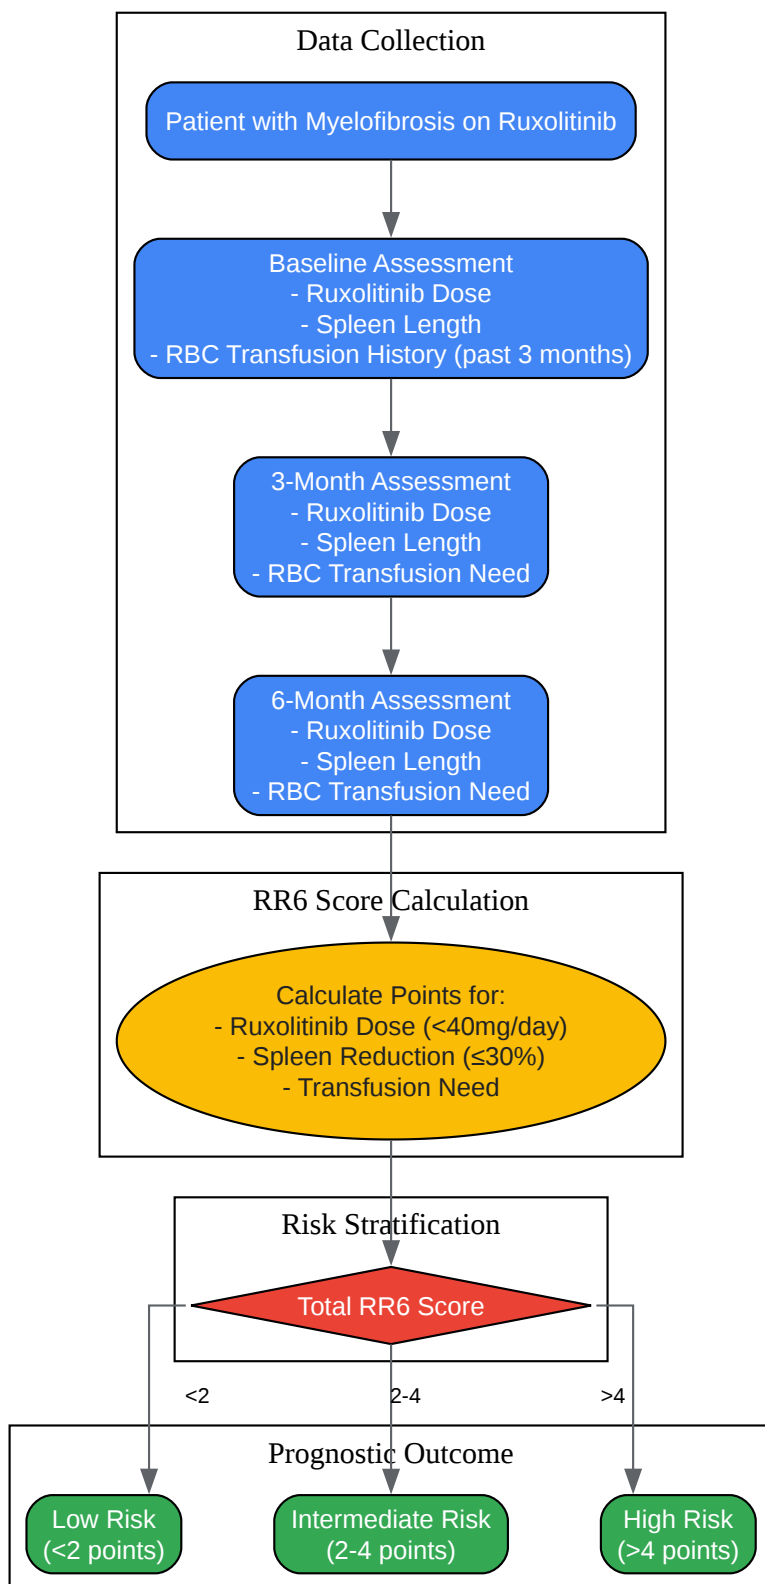 Data Collection
Patient with Myelofibrosis on Ruxolitinib
Baseline Assessment
- Ruxolitinib Dose
- Spleen Length
- RBC Transfusion History (past 3 months)
3-Month Assessment
- Ruxolitinib Dose
- Spleen Length
- RBC Transfusion Need
6-Month Assessment
- Ruxolitinib Dose
- Spleen Length
- RBC Transfusion Need
RR6 Score Calculation
Calculate Points for:
- Ruxolitinib Dose (<40mg/day)
- Spleen Reduction (≤30%)
- Transfusion Need
Risk Stratification
Total RR6 Score
<2
2-4
>4
Prognostic Outcome
Low Risk
(<2 points)
Intermediate Risk
(2-4 points)
High Risk
(>4 points)